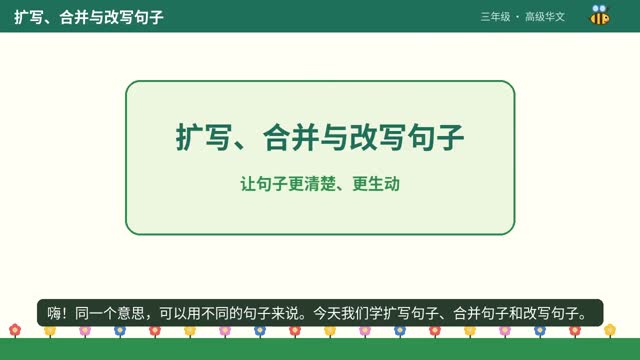 扩写、合并与改写句子
三年级 · 高级华文
扩写、合并与改写句子
让句子更清楚、更生动
嗨！同一个意思，可以用不同的句子来说。今天我们学扩写句子、合并句子和改写句子。